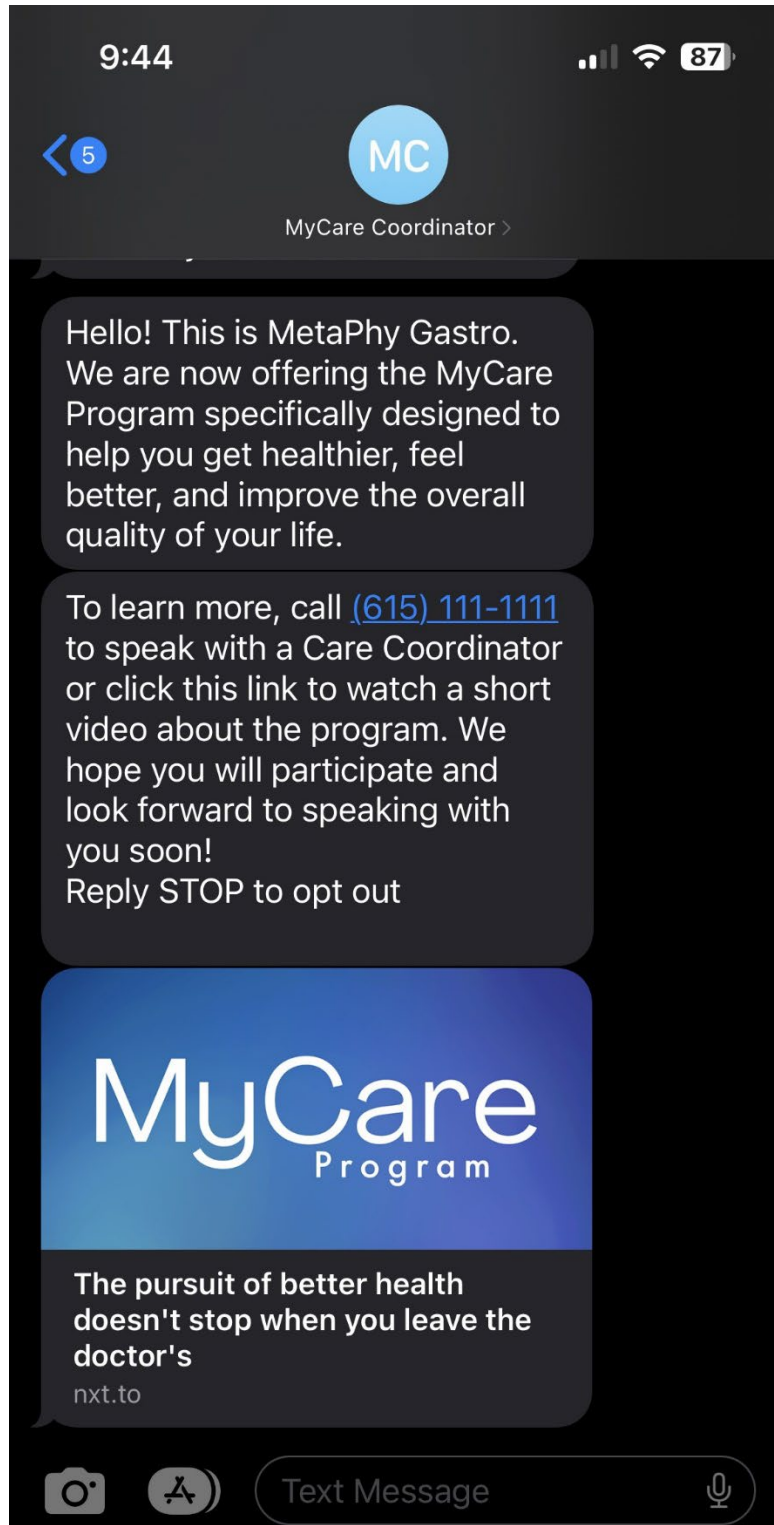 9:44
87
5
MC
MyCare Coordinator
Hello! This is MetaPhy Gastro.
We are now offering the MyCare
Program specifically designed to
help you get healthier, feel
better, and improve the overall
quality of your life.
To learn more, call (615) 111-1111
to speak with a Care Coordinator
or click this link to watch a short
video about the program. We
hope you will participate and
look forward to speaking with
you soon!
Reply STOP to opt out
MyCare
Program
The pursuit of better health
doesn't stop when you leave the
doctor's
nxt.to
Text Message